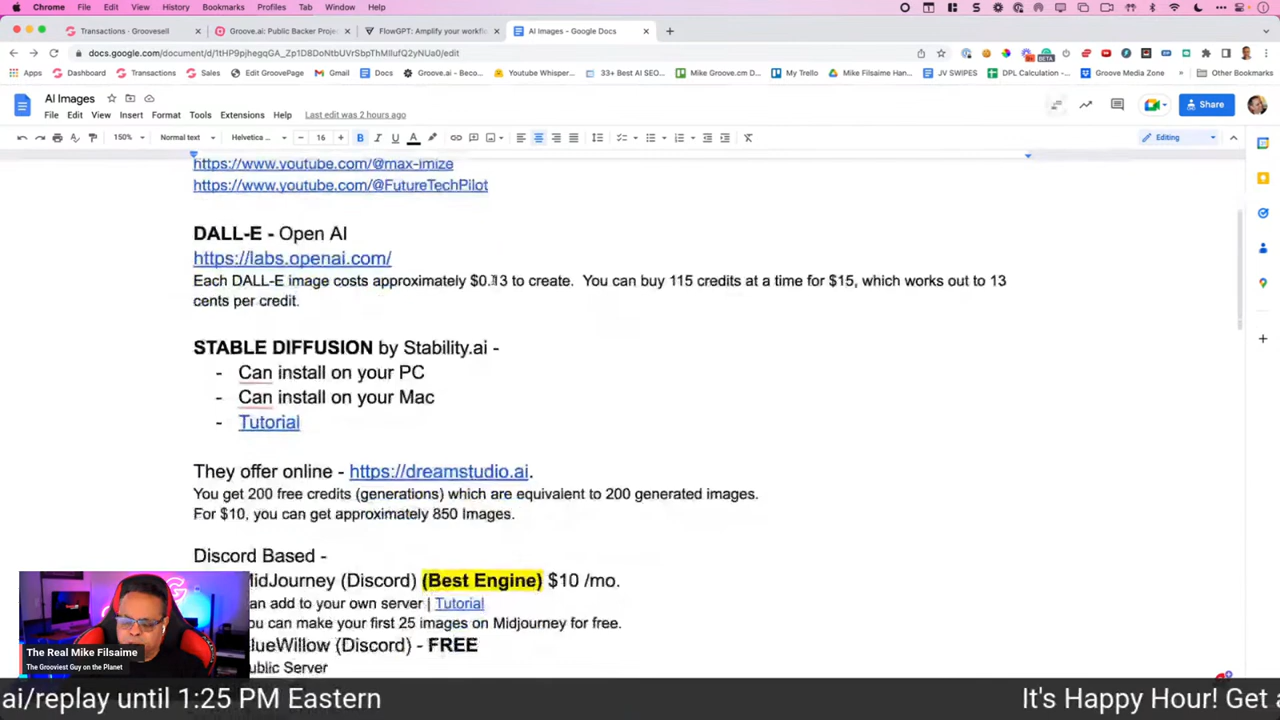 Chrome File Edit View History Bookmarks Profiles Tab Window Help
Transactions - Groovesell
Groove.ai: Public Backer Proje
FlowGPT: Amplify your workfl
AI Images - Google Docs
docs.google.com/document/d/1tHP9pjheggGA_Zp1D8DoNtbUVrSbpThMllufQ2yNUa0/edit
BETA
Apps Dashboard Transactions Sales Edit GroovePage Gmail Docs Groove.ai - Beco... Youtube Whisper... 33+ Best AI SEO... Mike Groove.cm D... My Trello Mike Filsaime Ha... JV SWIPES DPL Calculation -... Groove Media Zone » Other Bookmarks
AI Images
File Edit View Insert Format Tools Extensions Help Last edit was 2 hours ago
Share
150% Normal text Helvetica ... 16 Editing
https://www.youtube.com/@max-imize
https://www.youtube.com/@FutureTechPilot
DALL-E - Open AI
https://labs.openai.com/
Each DALL-E image costs approximately $0.13 to create. You can buy 115 credits at a time for $15, which works out to 13
cents per credit.
STABLE DIFFUSION by Stability.ai -
- Can install on your PC
- Can install on your Mac
- Tutorial
They offer online - https://dreamstudio.ai.
You get 200 free credits (generations) which are equivalent to 200 generated images.
For $10, you can get approximately 850 Images.
Discord Based -
MidJourney (Discord) (Best Engine) $10 /mo.
an add to your own server | Tutorial
ou can make your first 25 images on Midjourney for free.
lueWillow (Discord) - FREE
ublic Server
The Real Mike Filsaime
The Grooviest Guy on the Planet
ai/replay until 1:25 PM Eastern
It's Happy Hour! Get a